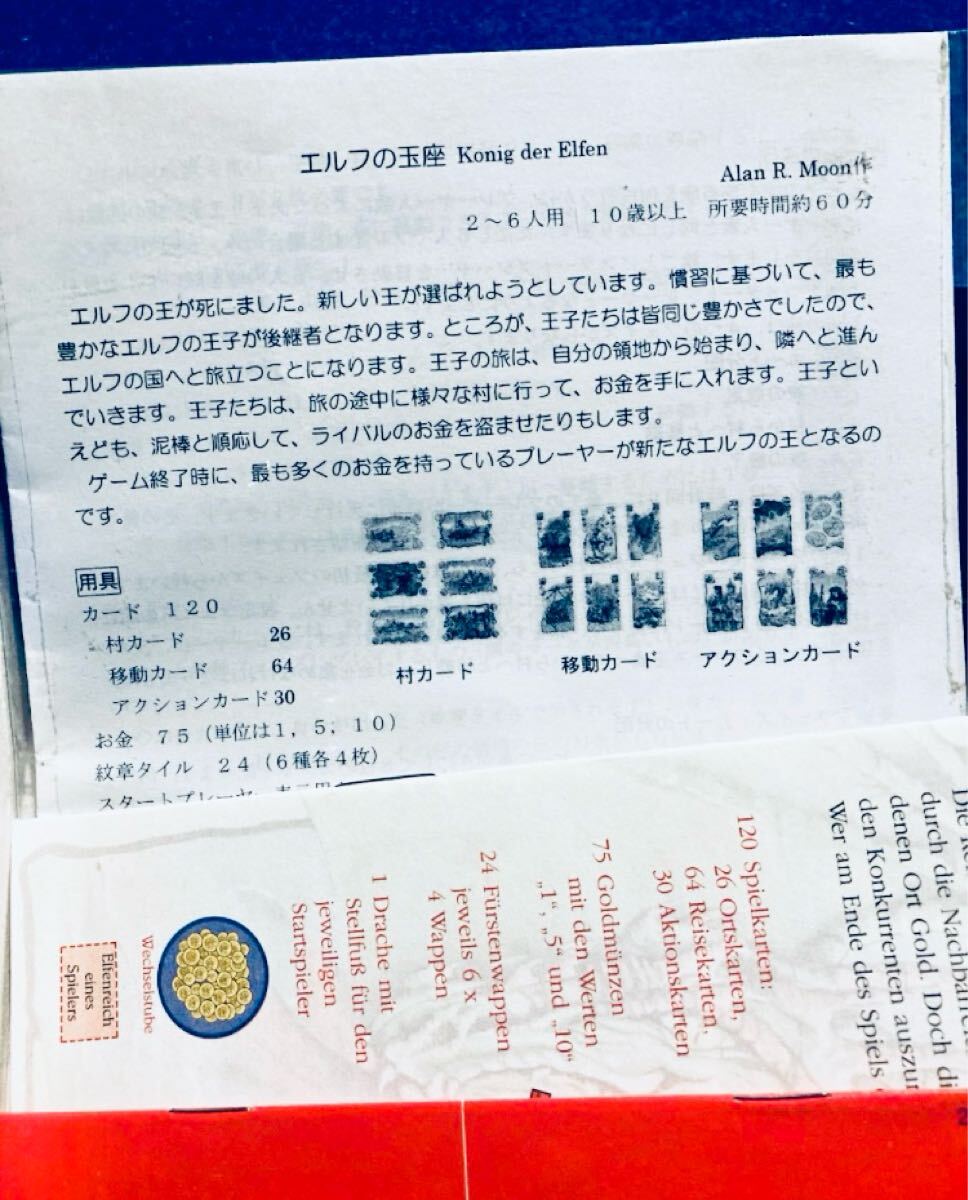 エルフの玉座 Konig der Elfen
Alan R. Moon作
2〜6人用 10歳以上 所要時間約60分
エルフの王が死にました。新しい王が選ばれようとしています。慣習に基づいて、最も
豊かなエルフの王子が後継者となります。ところが、王子たちは皆同じ豊かさでしたので、
エルフの国へと旅立つことになります。王子の旅は、自分の領地から始まり、隣へと進ん
でいきます。王子たちは、旅の途中に様々な村に行って、お金を手に入れます。王子とい
えども、泥棒と順応して、ライバルのお金を盗ませたりもします。
ゲーム終了時に、最も多くのお金を持っているプレーヤーが新たなエルフの王となるの
です。
用具
カード 120
村カード 26
移動カード 64
アクションカード30
お金 75（単位は1，5，10）
紋章タイル 24（6種各4枚）
スタートプレーヤー
村カード
移動カード
アクションカード
durch die Nachbar
denen Ort Gold. Doch di
den Konkurrenten auszu
Wer am Ende des Spiels
120 Spielkarten:
26 Ortskarten,
64 Reisekarten,
30 Aktionskarten
75 Goldmünzen
mit den Werten
„1“, „5“ und „10“
24 Fürstenwappen
jeweils 6 x
4 Wappen
1 Drache mit
Stellfuß für den
jeweiligen
Startspieler
Wechselstube
Elfenreich
eines
Spielers